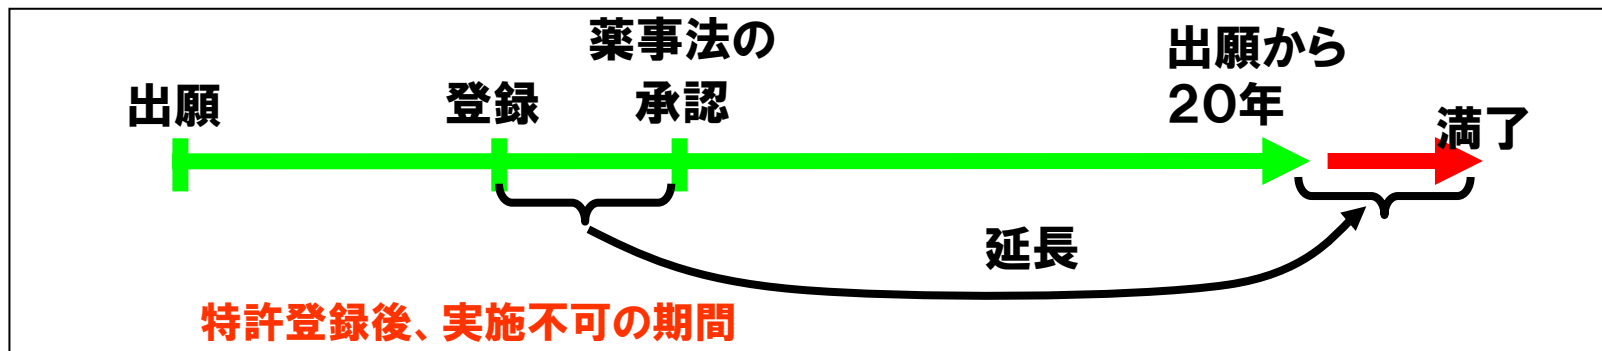 出願
登録
薬事法の
承認
出願から
２０年
満了
延長
特許登録後、実施不可の期間